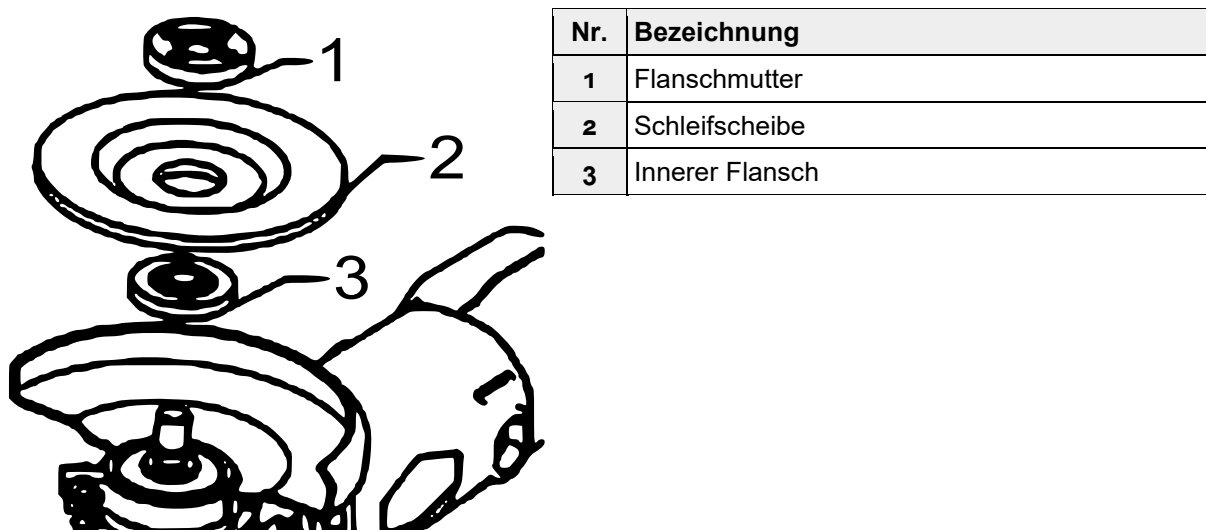 1
2
3
Nr. Bezeichnung
1 Flanschmutter
2 Schleifscheibe
3 Innerer Flansch